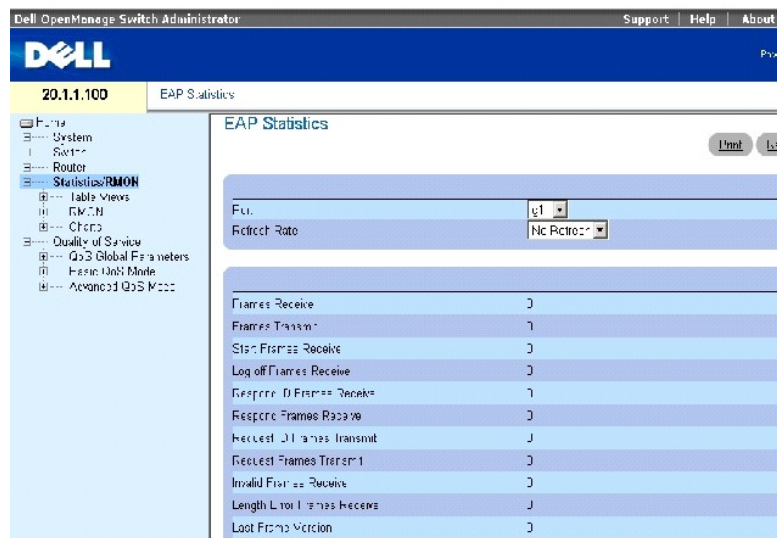 Dell OpenManage Switch Administrator
Support | Help | About
DELL
20.1.1.100
EAP Statistics
Home
System
Switch
Router
Statistics/RMON
Table Views
RMON
Charts
Quality of Service
QoS Global Parameters
Basic QoS Mode
Advanced QoS Mode
EAP Statistics
Print
Port
g1
Refresh Rate
No Refresh
Frames Receive 0
Frames Transmit 0
Start Frames Receive 0
Log off Frames Receive 0
Respond ID Frames Receive 0
Respond Frames Receive 0
Request ID Frames Transmit 0
Request Frames Transmit 0
Invalid Frames Receive 0
Length Error Frames Receive 0
Last Frame Version 0